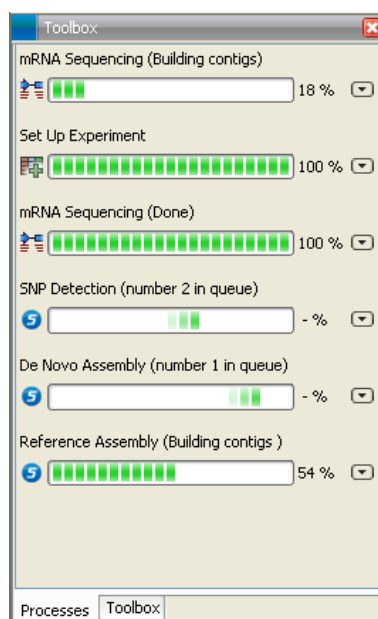 Toolbox
mRNA Sequencing (Building contigs)
18 %
Set Up Experiment
100 %
mRNA Sequencing (Done)
100 %
SNP Detection (number 2 in queue)
- %
De Novo Assembly (number 1 in queue)
- %
Reference Assembly (Building contigs )
54 %
Processes Toolbox